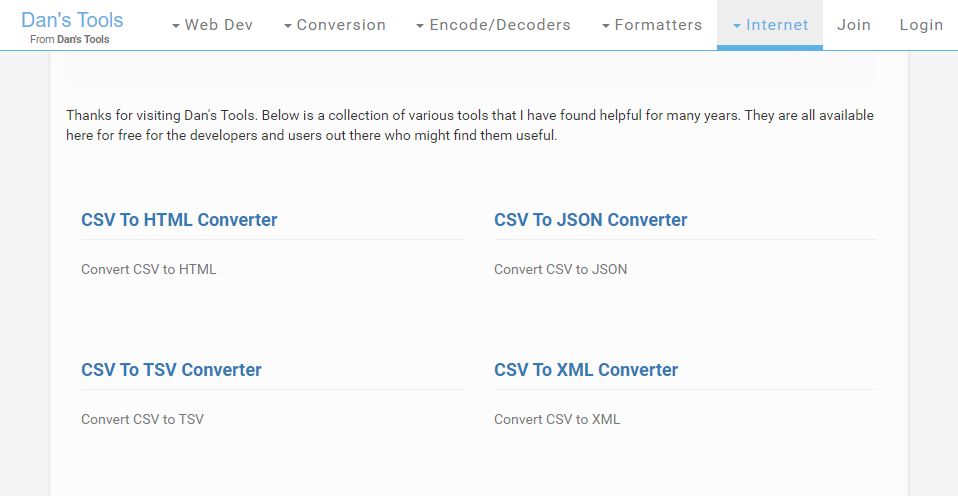 Dan's Tools
From Dan's Tools
Web Dev
Conversion
Encode/Decoders
Formatters
Internet
Join
Login
Thanks for visiting Dan's Tools. Below is a collection of various tools that I have found helpful for many years. They are all available
here for free for the developers and users out there who might find them useful.
CSV To HTML Converter
Convert CSV to HTML
CSV To JSON Converter
Convert CSV to JSON
CSV To TSV Converter
Convert CSV to TSV
CSV To XML Converter
Convert CSV to XML